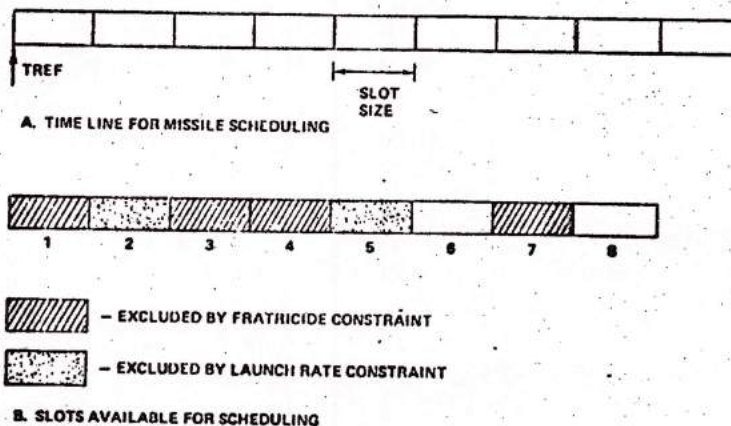 TREF
SLOT
SIZE
A. TIME LINE FOR MISSILE SCHEDULING
1 2 3 4 5 6 7 8
– EXCLUDED BY FRATRICIDE CONSTRAINT
– EXCLUDED BY LAUNCH RATE CONSTRAINT
B. SLOTS AVAILABLE FOR SCHEDULING